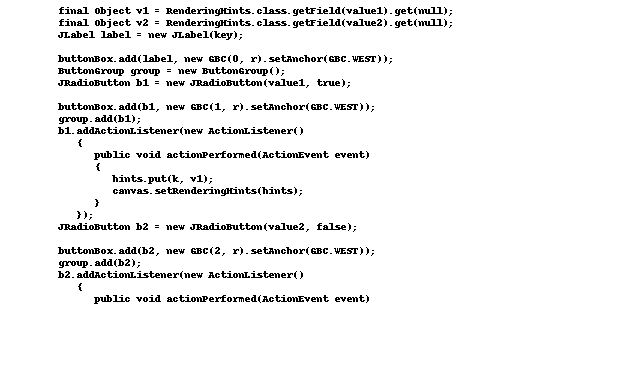 final Object v1 = RenderingHints.class.getField(value1).get(null);
final Object v2 = RenderingHints.class.getField(value2).get(null);
JLabel label = new JLabel(key);

buttonBox.add(label, new GBC(0, r).setAnchor(GBC.WEST));
ButtonGroup group = new ButtonGroup();
JRadioButton b1 = new JRadioButton(value1, true);

buttonBox.add(b1, new GBC(1, r).setAnchor(GBC.WEST));
group.add(b1);
b1.addActionListener(new ActionListener()
   {
      public void actionPerformed(ActionEvent event)
      {
         hints.put(k, v1);
         canvas.setRenderingHints(hints);
      }
   });
JRadioButton b2 = new JRadioButton(value2, false);

buttonBox.add(b2, new GBC(2, r).setAnchor(GBC.WEST));
group.add(b2);
b2.addActionListener(new ActionListener()
   {
      public void actionPerformed(ActionEvent event)